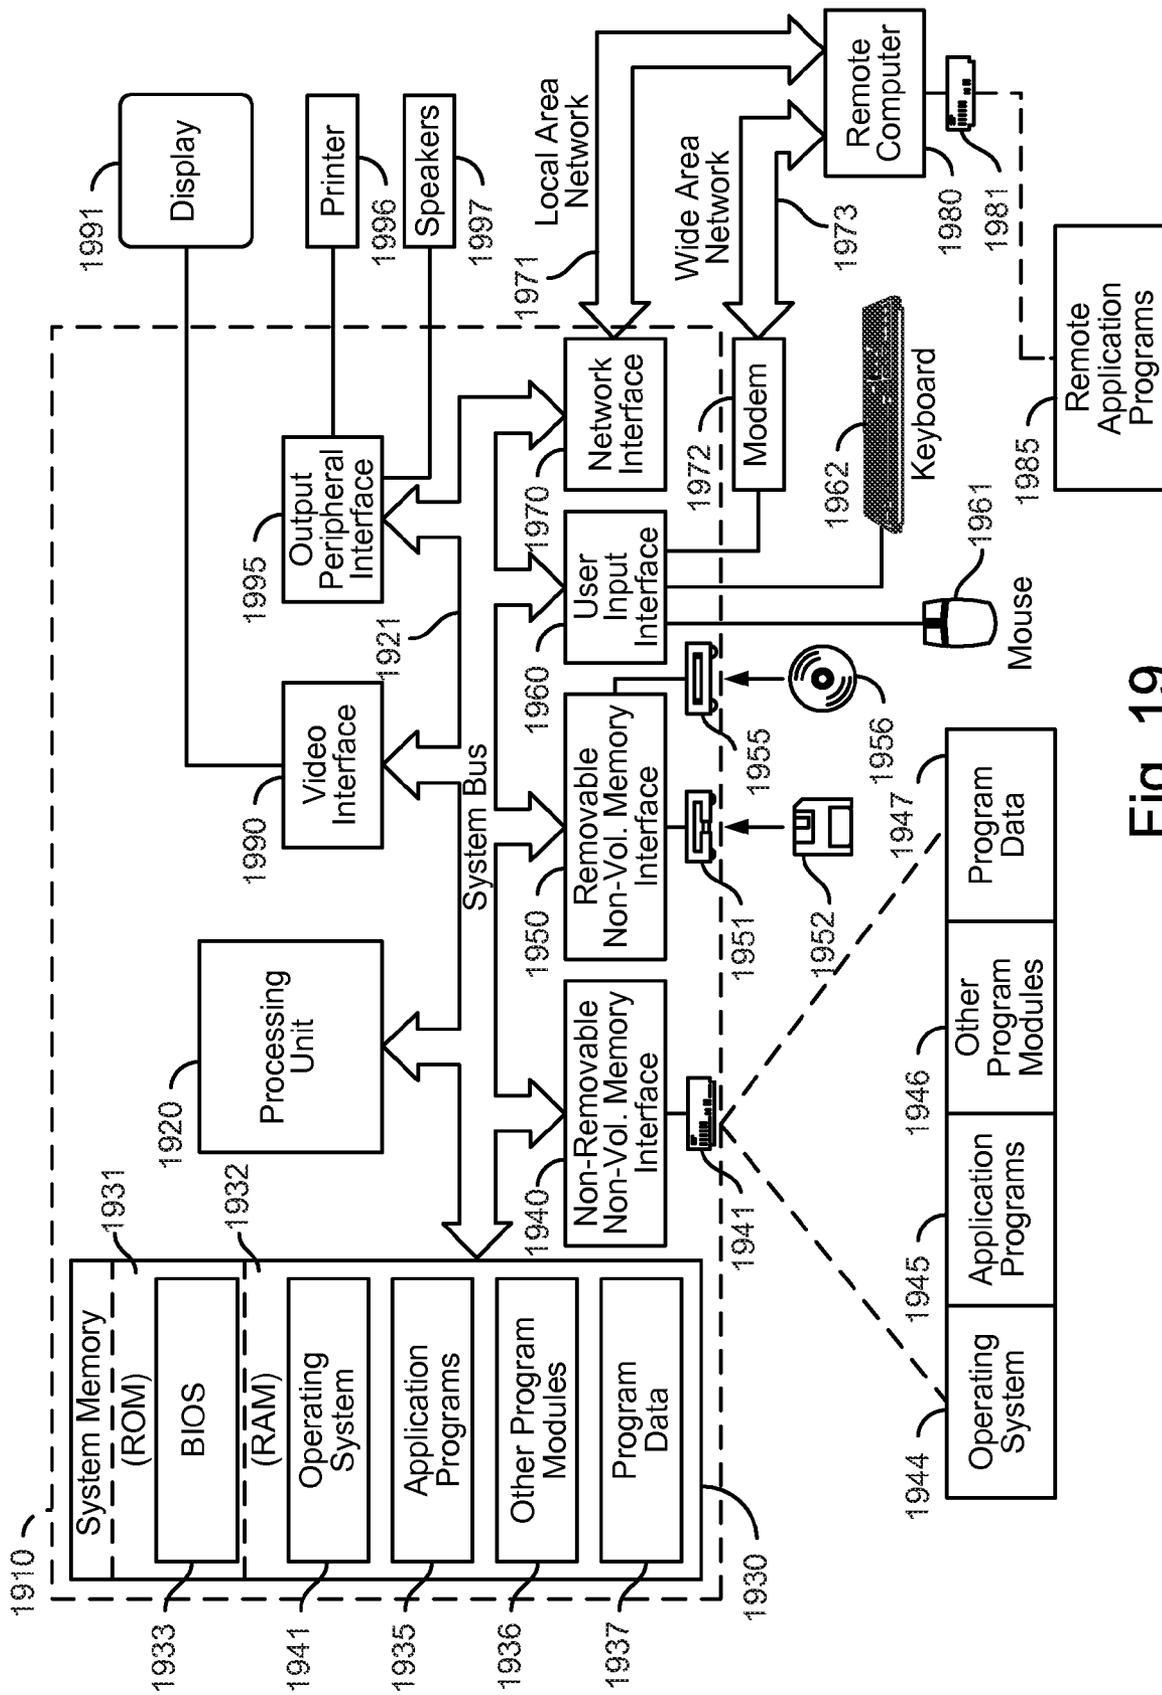 1910
System Memory
(ROM)
1931
BIOS
1933
(RAM)
1932
Operating
System
1941
Application
Programs
1935
Other Program
Modules
1936
Program
Data
1937
1930
1920
Processing
Unit
1990
Video
Interface
1995
Output
Peripheral
Interface
1991
Display
Printer
1996
Speakers
1997
System Bus
1921
1940
Non-Removable
Non-Vol. Memory
Interface
1950
Removable
Non-Vol. Memory
Interface
1960
User
Input
Interface
1970
Network
Interface
1971
Local Area
Network
1941
1951
1955
1972
Modem
Wide Area
Network
1973
1952
1956
1962
Keyboard
1961
Mouse
Remote
Computer
1980
1981
1944
Operating
System
1945
Application
Programs
1946
Other
Program
Modules
1947
Program
Data
1985
Remote
Application
Programs
Fig. 19